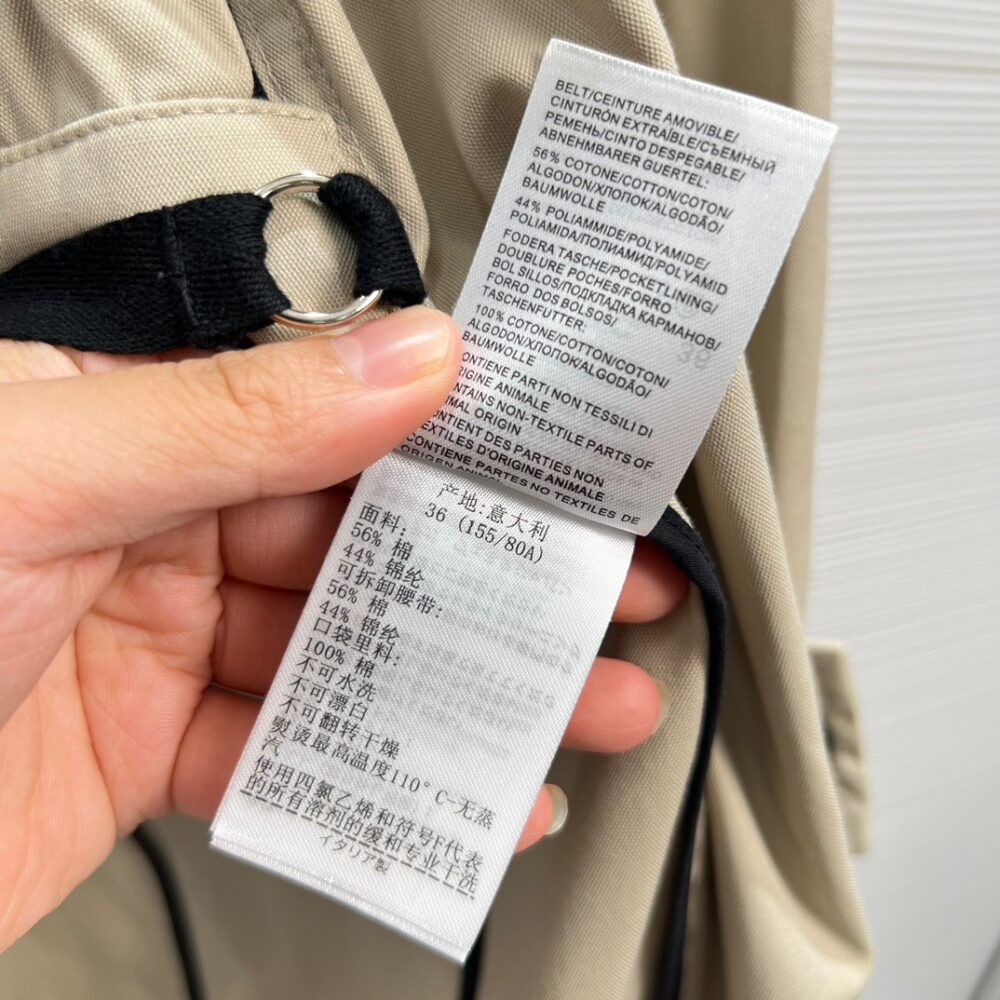 BELT/CEINTURE AMOVIBLE/
CINTURÓN EXTRAÍBLE/СЪЕМНЫЙ
РЕМЕНЬ/CINTO DESPEGABLE/
ABNEHMBARER GUERTEL:
56% COTONE/COTTON/COTON/
ALGODON/ХЛОПОК/ALGODÃO/
BAUMWOLLE
44% POLIAMMIDE/POLYAMIDE/
POLIAMIDA/ПОЛИАМИД/POLYAMID
FODERA TASCHE/POCKETLINING/
DOUBLURE POCHES/FORRO
BOLSILLOS/ПОДКЛАДКА КАРМАНОВ/
FORRO DOS BOLSOS/
TASCHENFUTTER:
100% COTONE/COTTON/COTON/
ALGODON/ХЛОПОК/ALGODÃO/
BAUMWOLLE
CONTIENE PARTI NON TESSILI DI
ORIGINE ANIMALE
CONTAINS NON-TEXTILE PARTS OF
ANIMAL ORIGIN
CONTIENT DES PARTIES NON
TEXTILES D'ORIGINE ANIMALE
CONTIENE PARTES NO TEXTILES DE
ORIGEN ANIMAL
产地:意大利
36 (155/80A)
面料:
56% 棉
44% 锦纶
可拆卸腰带:
56% 棉
44% 锦纶
口袋里料:
100% 棉
不可水洗
不可漂白
不可翻转干燥
熨烫最高温度110°C-无蒸
汽
使用四氯乙烯和符号F代表
的所有溶剂的缓和专业干洗
イタリア製